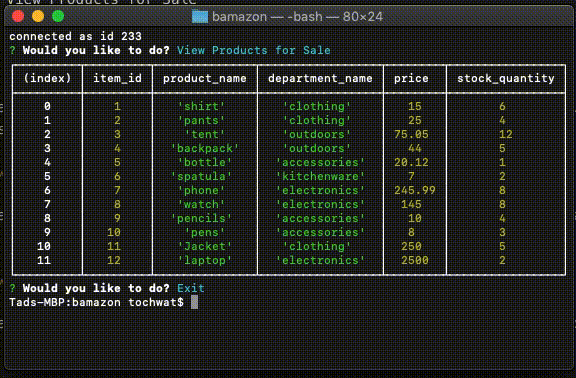 View Products for Sale
bamazon — -bash — 80×24
connected as id 233
? Would you like to do? View Products for Sale
(index) item_id product_name department_name price stock_quantity
0 1 'shirt' 'clothing' 15 6
1 2 'pants' 'clothing' 25 4
2 3 'tent' 'outdoors' 75.05 12
3 4 'backpack' 'outdoors' 44 5
4 5 'bottle' 'accessories' 20.12 1
5 6 'spatula' 'kitchenware' 7 2
6 7 'phone' 'electronics' 245.99 8
7 8 'watch' 'electronics' 145 8
8 9 'pencils' 'accessories' 10 4
9 10 'pens' 'accessories' 8 3
10 11 'Jacket' 'clothing' 250 5
11 12 'laptop' 'electronics' 2500 2
? Would you like to do? Exit
Tads-MBP:bamazon tochwat$